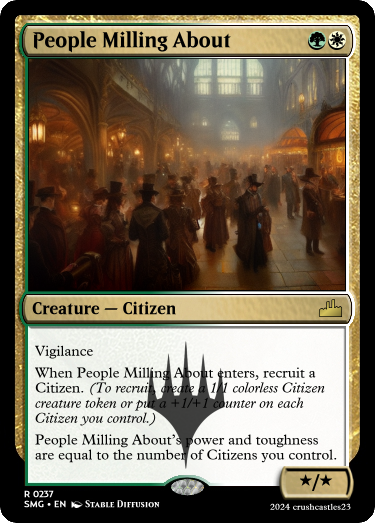 People Milling About
Creature — Citizen
Vigilance
When People Milling About enters, recruit a
Citizen. (To recruit, create a 1/1 colorless Citizen
creature token or put a +1/+1 counter on each
Citizen you control.)
People Milling About's power and toughness
are equal to the number of Citizens you control.
★/★
R 0237
SMG • EN Stable Diffusion
2024 crushcastles23